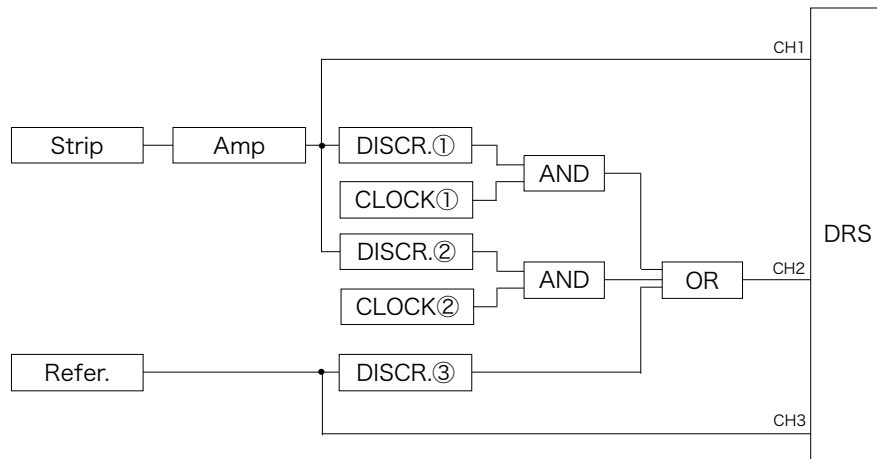 CH1
Strip
Amp
DISCR.①
AND
CLOCK①
DRS
DISCR.②
AND
OR
CH2
CLOCK②
Refer.
DISCR.③
CH3